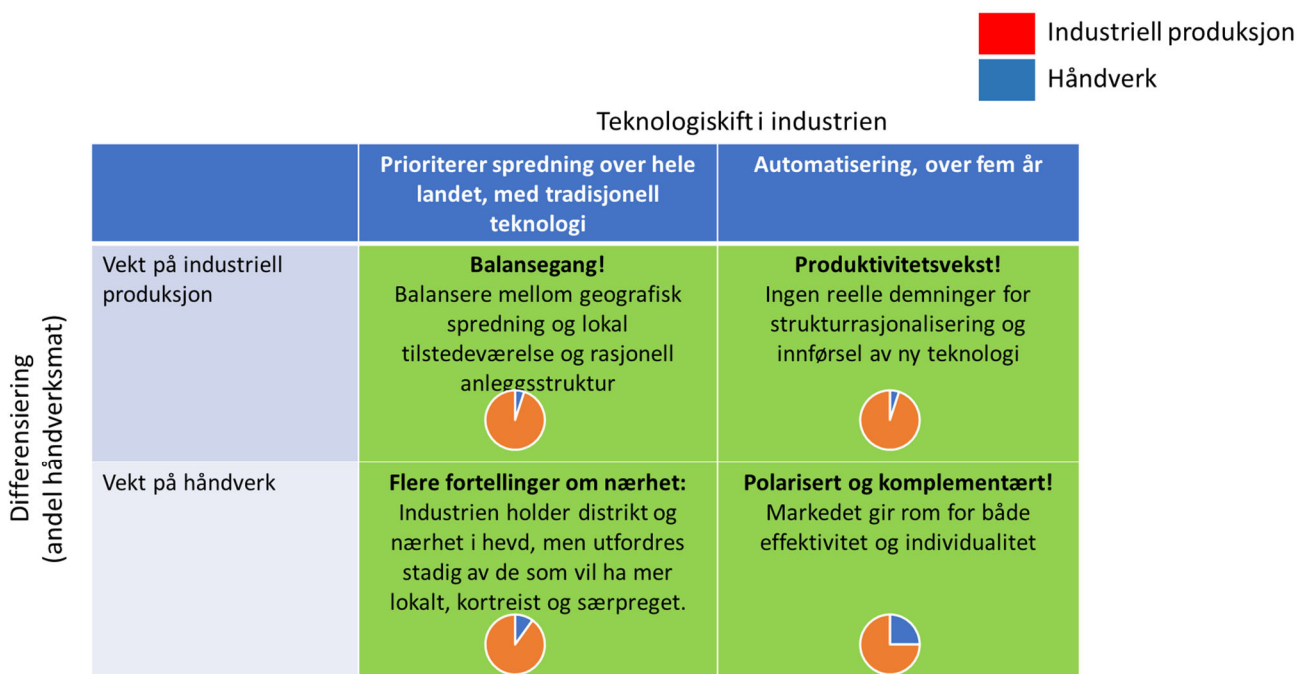 Industriell produksjon
Håndverk
Teknologiskift i industrien
Prioriterer spredning over hele
landet, med tradisjonell
teknologi
Automatisering, over fem år
Differensiering
(andel håndverksmat)
Vekt på industriell
produksjon
Balansegang!
Balansere mellom geografisk
spredning og lokal
tilstedeværelse og rasjonell
anleggsstruktur
Produktivitetsvekst!
Ingen reelle demninger for
strukturrasjonalisering og
innførsel av ny teknologi
Vekt på håndverk
Flere fortellinger om nærhet:
Industrien holder distrikt og
nærhet i hevd, men utfordres
stadig av de som vil ha mer
lokalt, kortreist og særpreget.
Polarisert og komplementært!
Markedet gir rom for både
effektivitet og individualitet